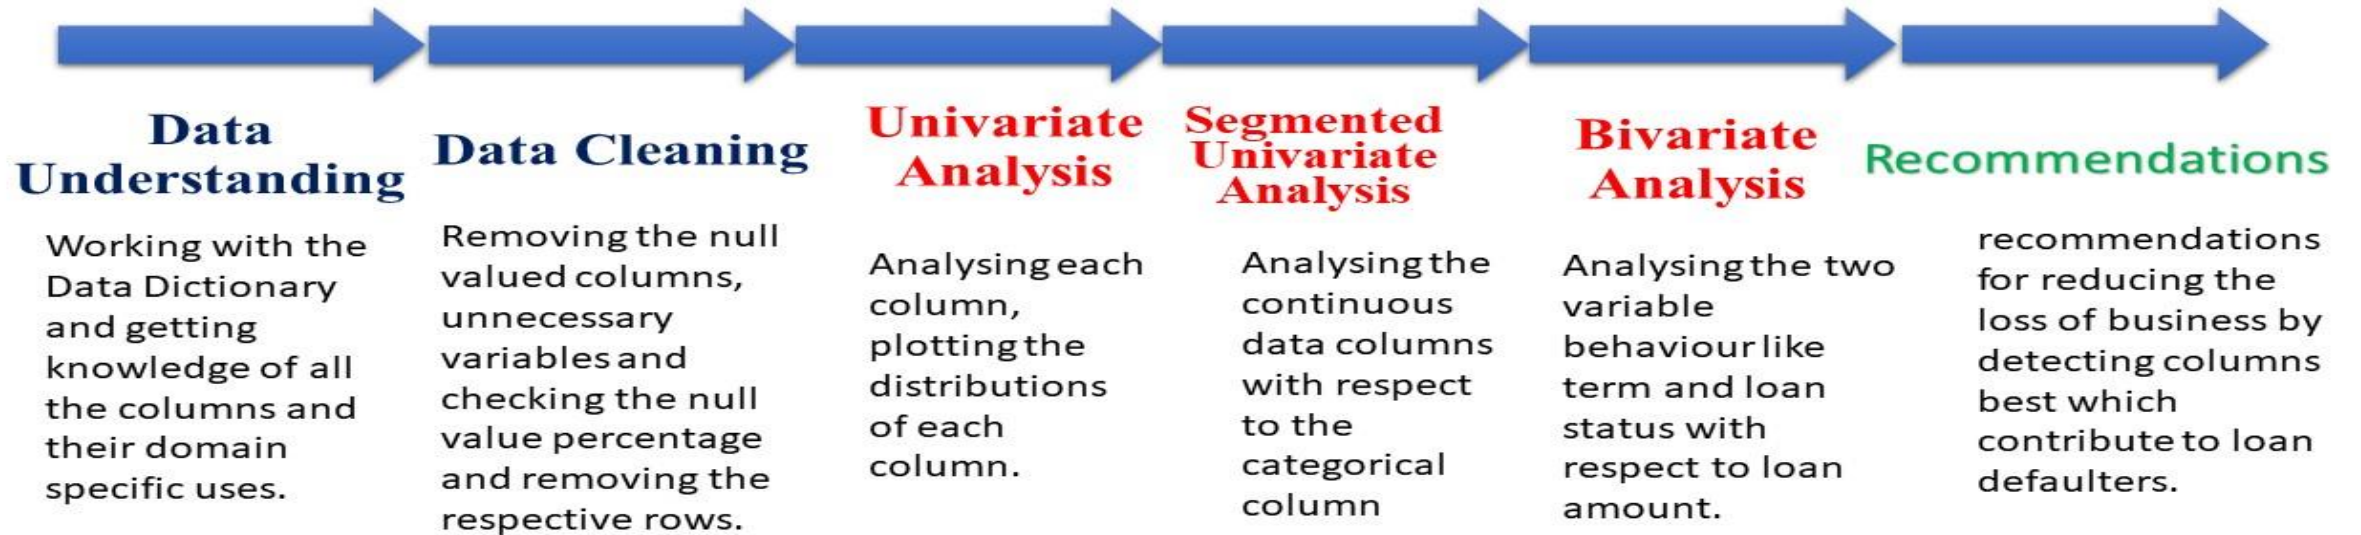 Data
Understanding
Working with the
Data Dictionary
and getting
knowledge of all
the columns and
their domain
specific uses.
Data Cleaning
Removing the null
valued columns,
unnecessary
variables and
checking the null
value percentage
and removing the
respective rows.
Univariate
Analysis
Analysing each
column,
plotting the
distributions
of each
column.
Segmented
Univariate
Analysis
Analysing the
continuous
data columns
with respect
to the
categorical
column
Bivariate
Analysis
Analysing the two
variable
behaviour like
term and loan
status with
respect to loan
amount.
Recommendations
recommendations
for reducing the
loss of business by
detecting columns
best which
contribute to loan
defaulters.